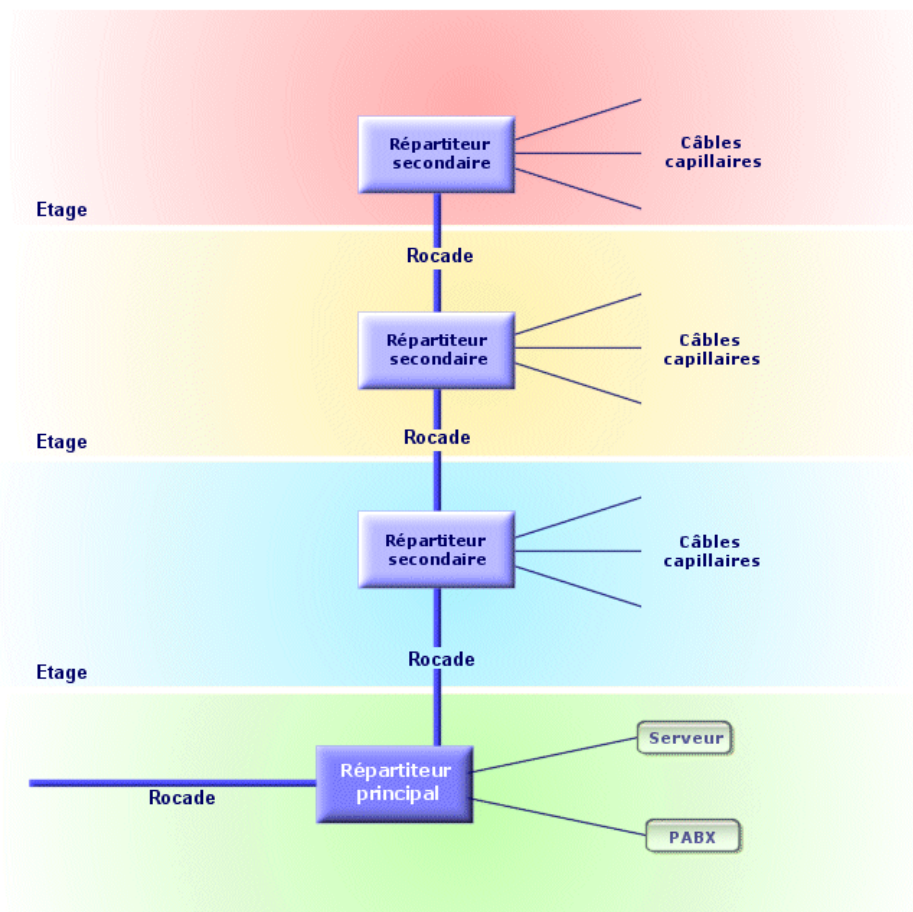 Répartiteur
secondaire
Câbles
capillaires
Etage
Rocade
Répartiteur
secondaire
Câbles
capillaires
Rocade
Etage
Répartiteur
secondaire
Câbles
capillaires
Rocade
Etage
Serveur
Répartiteur
principal
Rocade
PABX